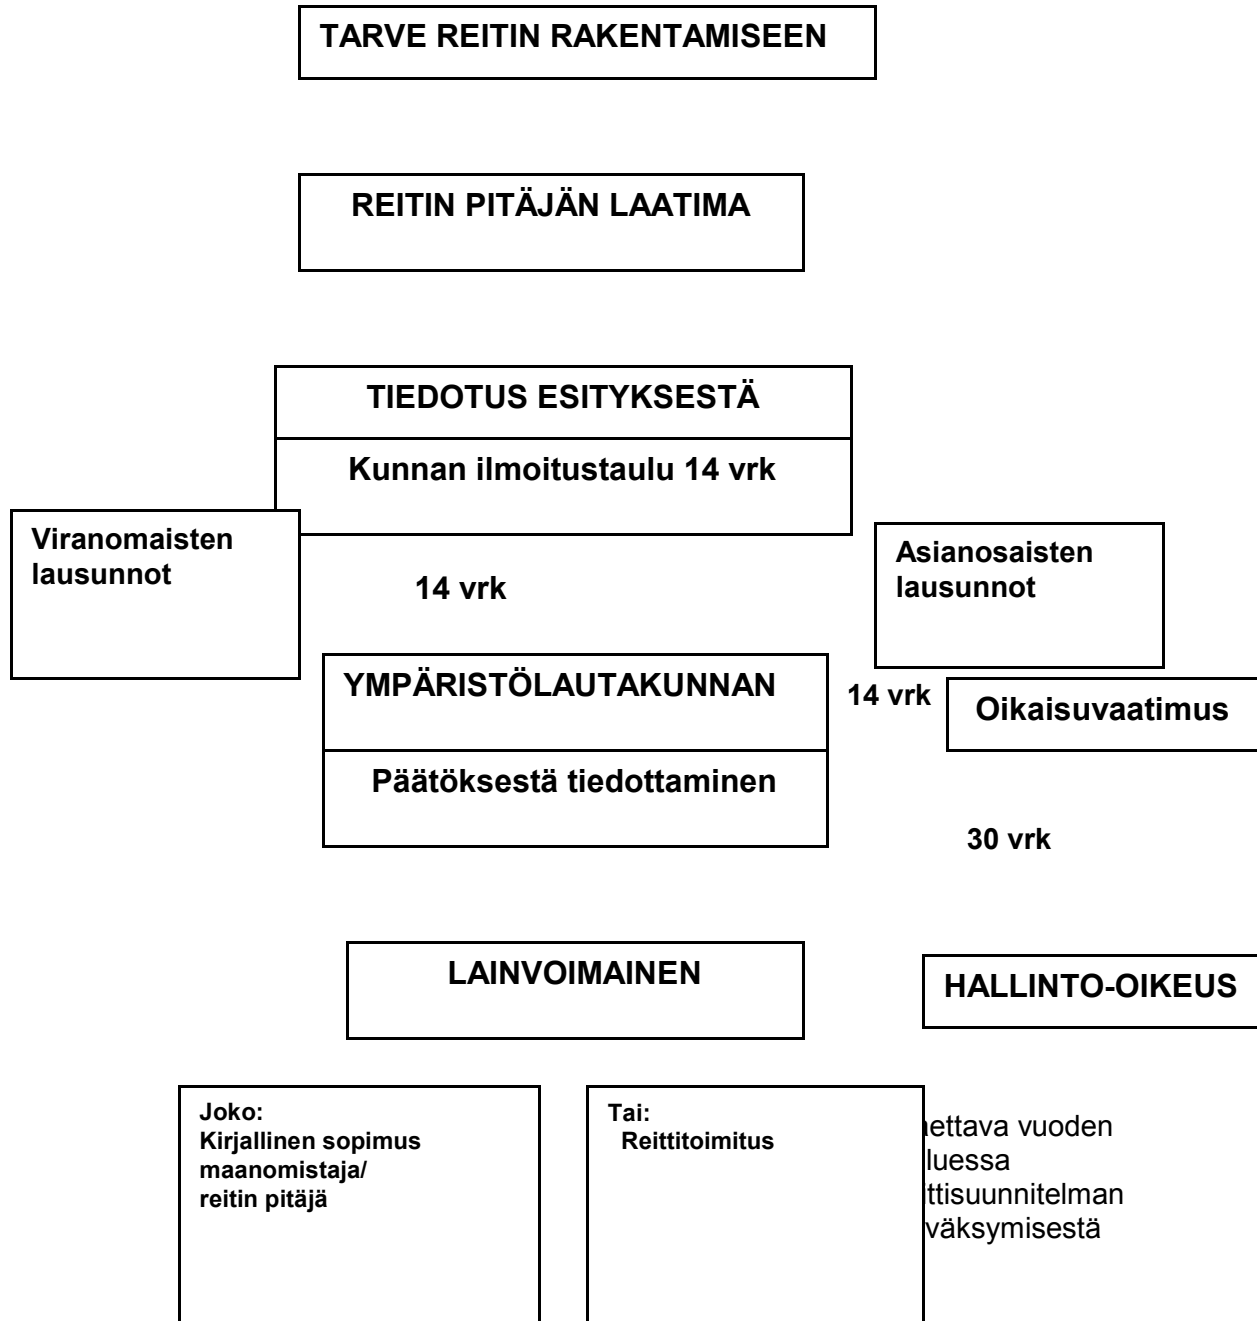 TARVE REITIN RAKENTAMISEEN
REITIN PITÄJÄN LAATIMA
TIEDOTUS ESITYKSESTÄ
Kunnan ilmoitustaulu 14 vrk
Viranomaisten
lausunnot
14 vrk
Asianosaisten
lausunnot
YMPÄRISTÖLAUTAKUNNAN
Päätöksestä tiedottaminen
14 vrk
Oikaisuvaatimus
30 vrk
LAINVOIMAINEN
HALLINTO-OIKEUS
Joko:
Kirjallinen sopimus
maanomistaja/
reitin pitäjä
Tai:
Reittitoimitus
vuoden